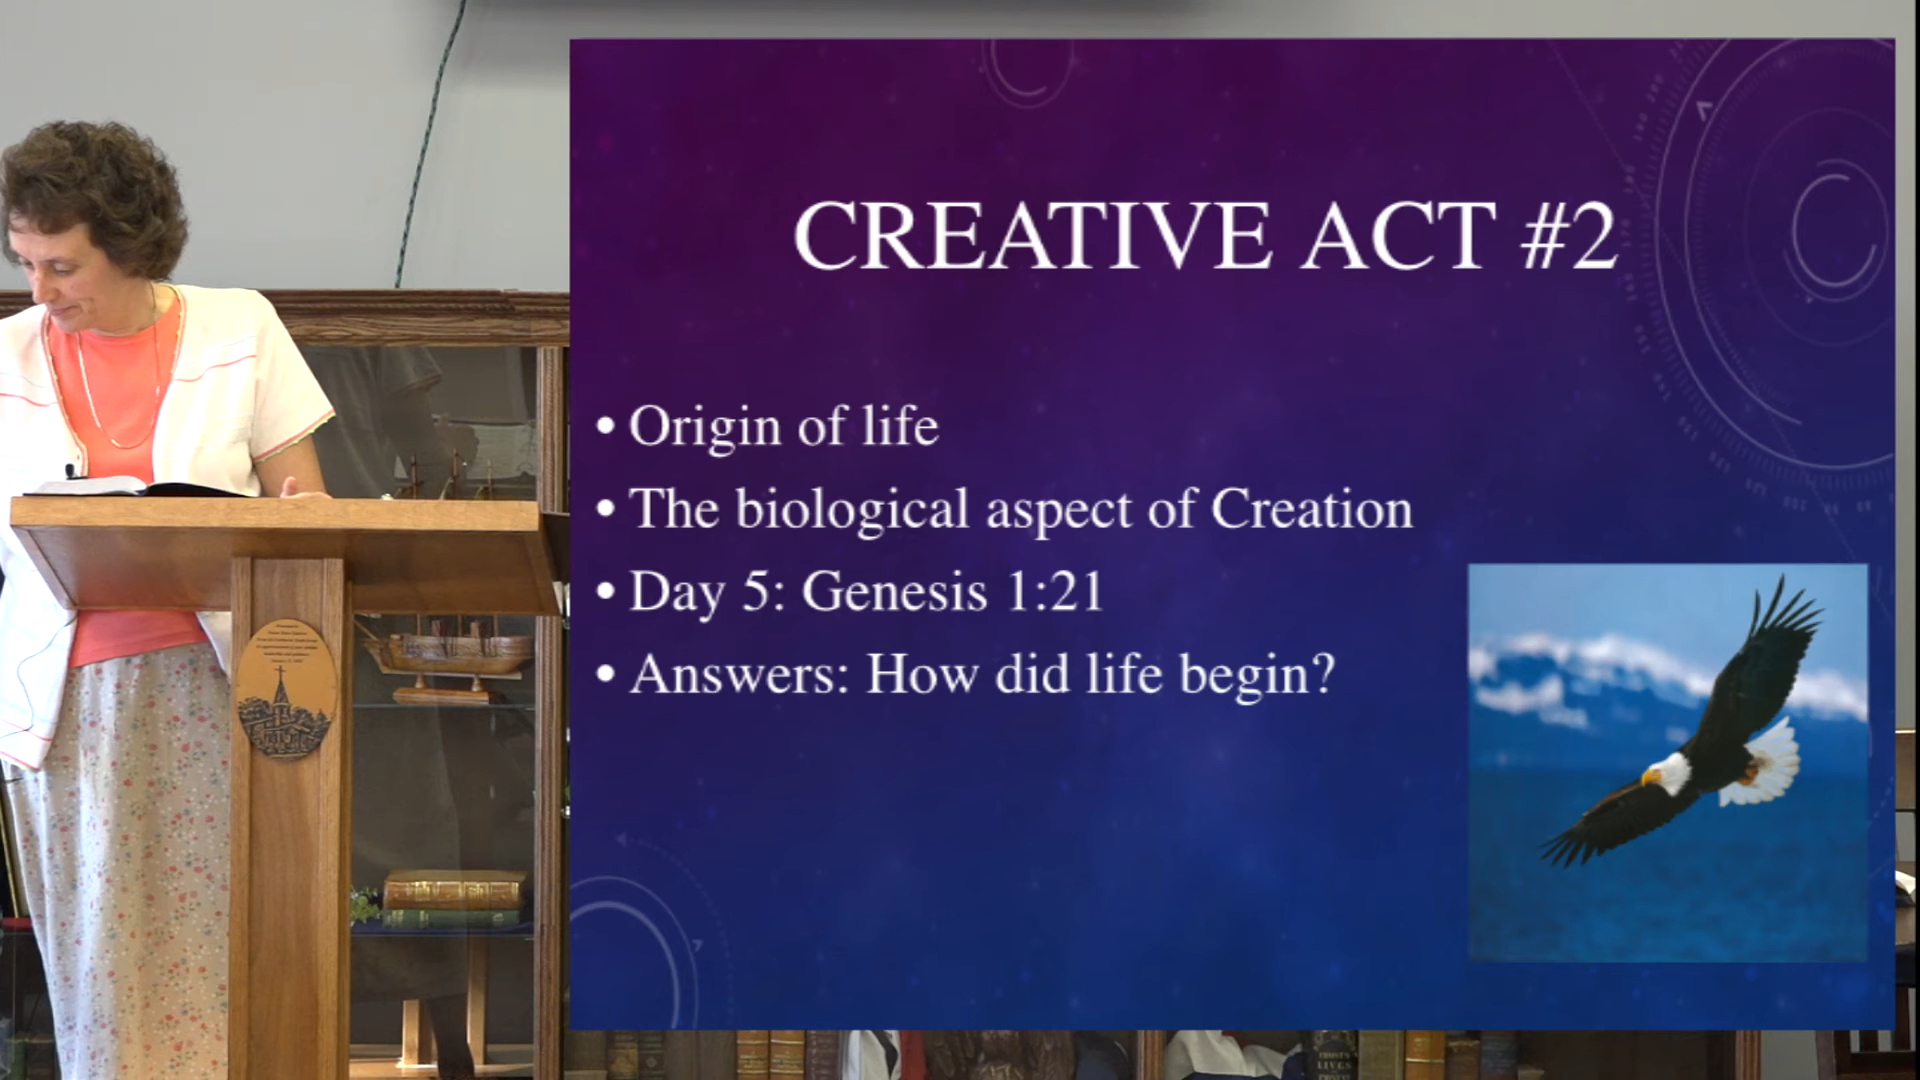 CREATIVE ACT #2
• Origin of life
• The biological aspect of Creation
• Day 5: Genesis 1:21
• Answers: How did life begin?
LIVES